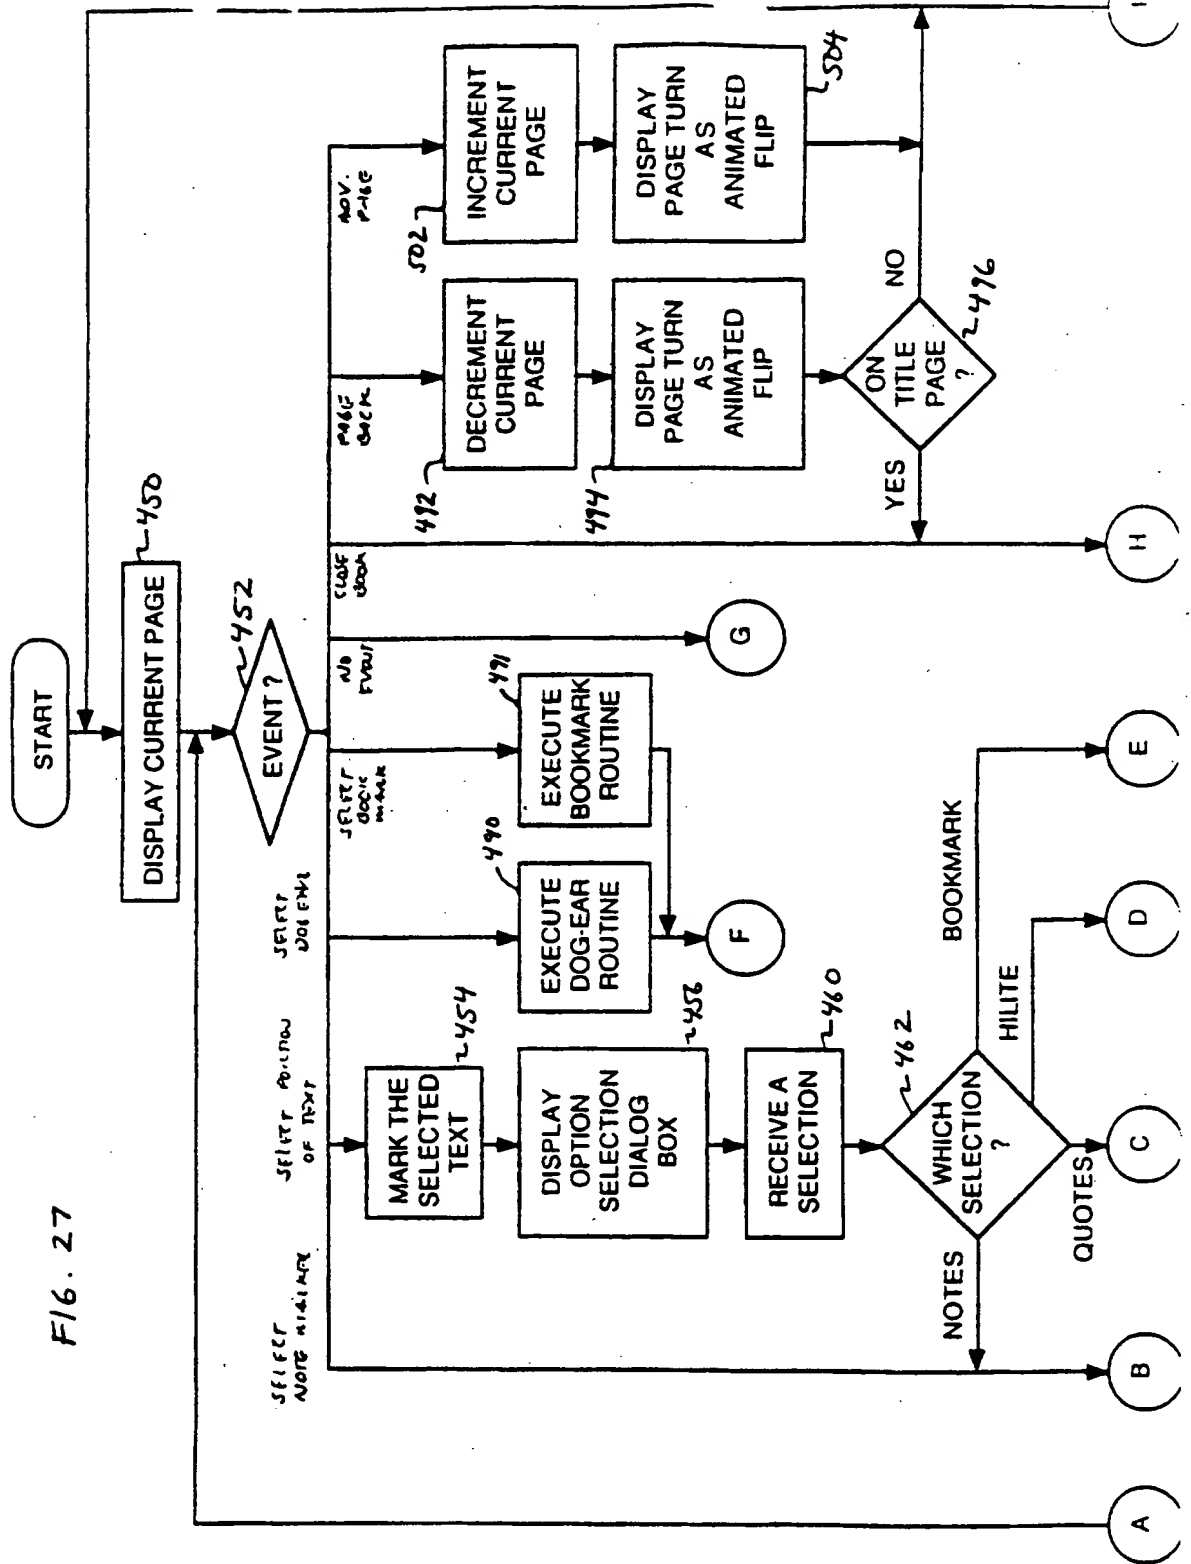 FIG. 27
START
DISPLAY CURRENT PAGE
450
EVENT?
452
SELECT
NOTE MARKER
SELECT PORTION
OF TEXT
SELECT
DOG EAR
SELECT
BOOK
MARK
NO
EVENT
CLOSE
BOOK
PAGE
BACK
ADV.
PAGE
MARK THE
SELECTED
TEXT
454
DISPLAY
OPTION
SELECTION
DIALOG
BOX
456
RECEIVE A
SELECTION
460
WHICH
SELECTION
?
462
NOTES
QUOTES
HILITE
BOOKMARK
EXECUTE
DOG-EAR
ROUTINE
490
EXECUTE
BOOKMARK
ROUTINE
491
DECREMENT
CURRENT
PAGE
492
DISPLAY
PAGE TURN
AS
ANIMATED
FLIP
494
ON
TITLE
PAGE
?
496
YES
NO
INCREMENT
CURRENT
PAGE
502
DISPLAY
PAGE TURN
AS
ANIMATED
FLIP
504
A
B
C
D
E
F
G
H
I